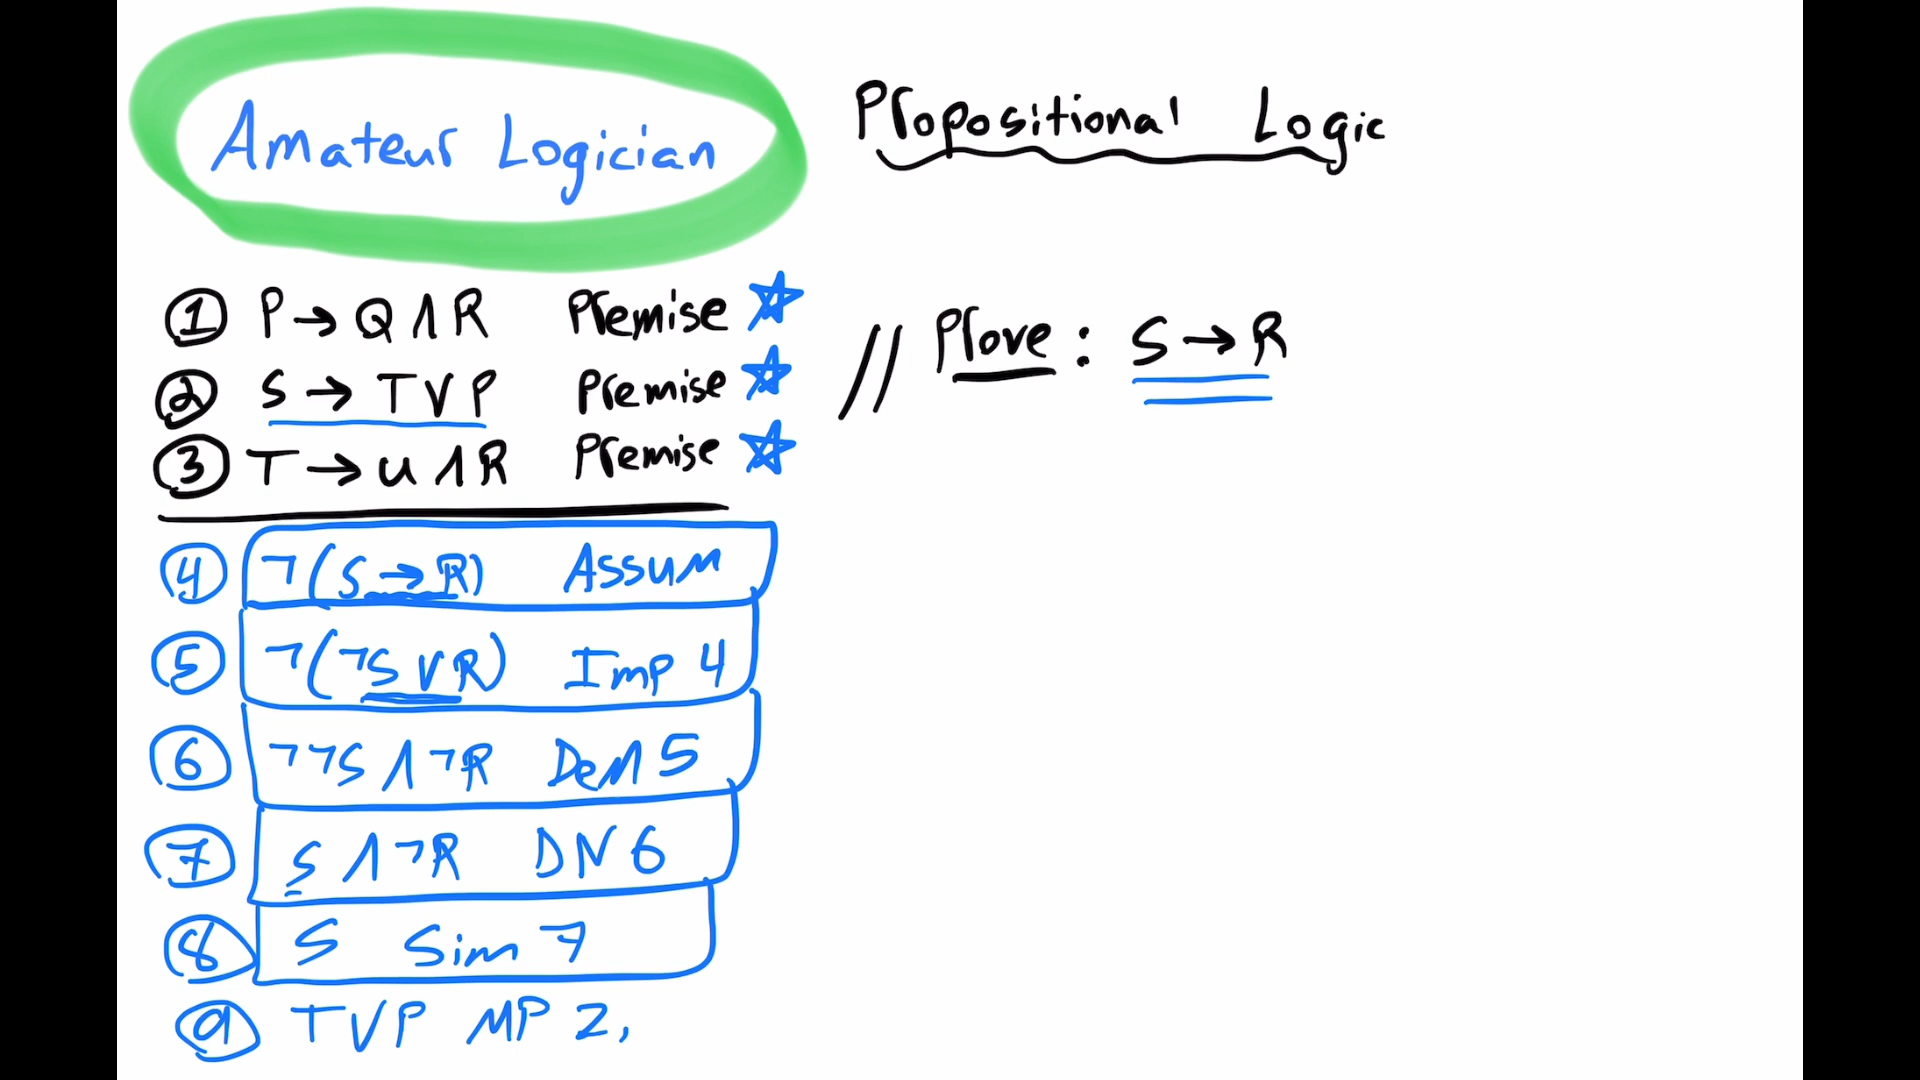 Amateur Logician
Propositional Logic
① P → Q ∧ R Premise
② S → T ∨ P Premise
③ T → U ∧ R Premise
// Prove: S → R
④ ¬(S → R) Assum
⑤ ¬(¬S ∨ R) Imp 4
⑥ ¬¬S ∧ ¬R DeM 5
⑦ S ∧ ¬R DN 6
⑧ S Sim 7
⑨ T ∨ P MP 2,